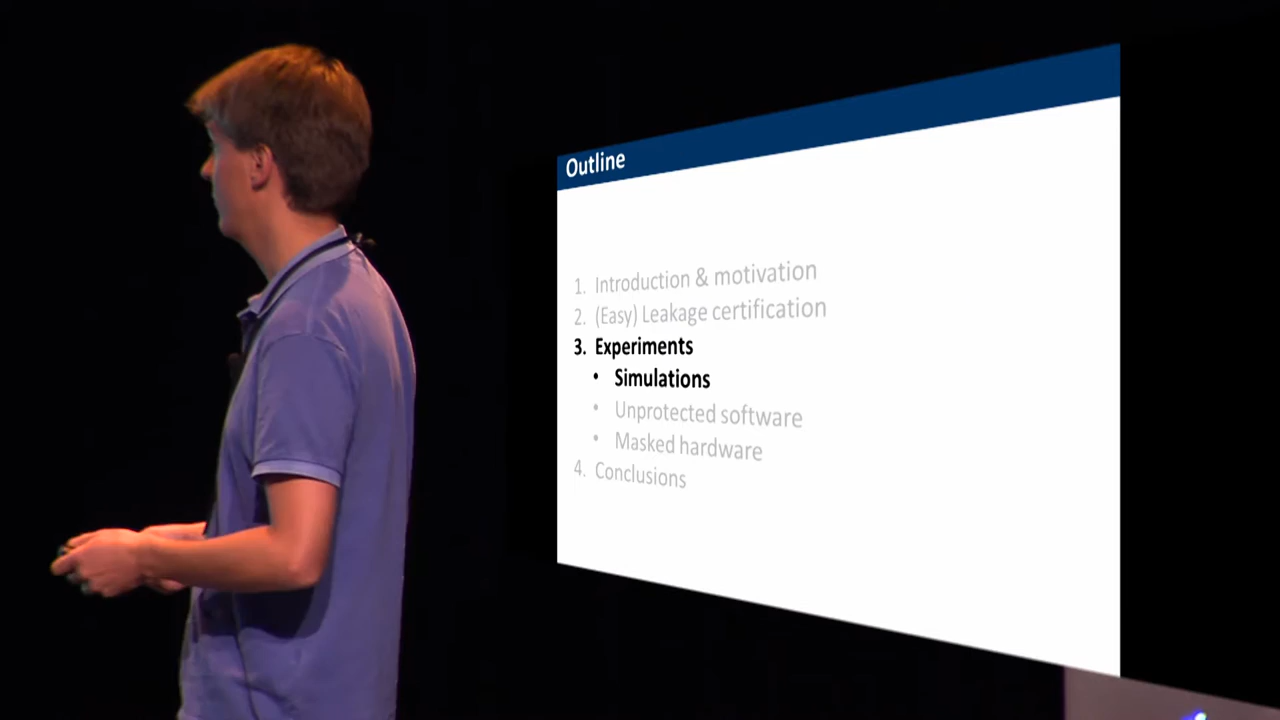 Outline
1. Introduction & motivation
2. (Easy) Leakage certification
3. Experiments
• Simulations
• Unprotected software
• Masked hardware
4. Conclusions